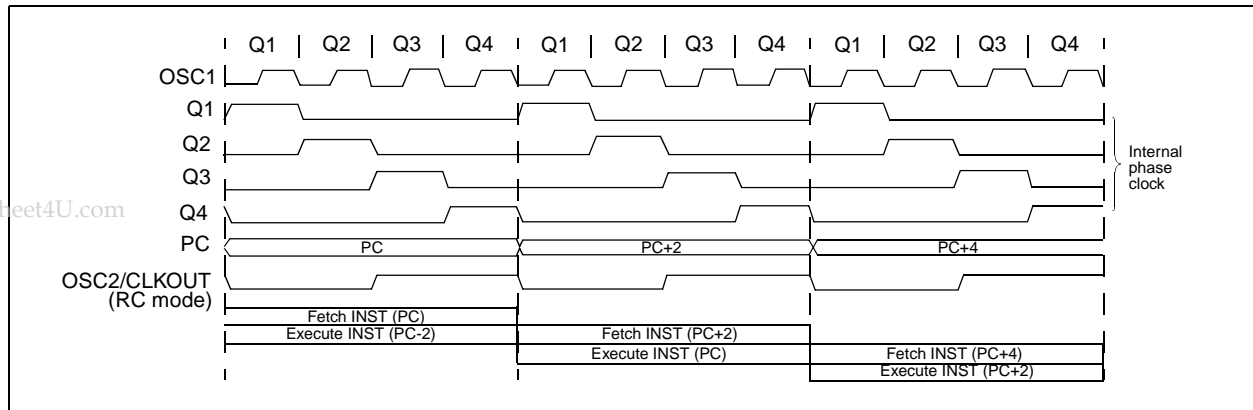 Q1 Q2 Q3 Q4 Q1 Q2 Q3 Q4 Q1 Q2 Q3 Q4
OSC1
Q1
Q2
Q3
Q4
Internal
phase
clock
heet4U.com
PC PC PC+2 PC+4
OSC2/CLKOUT
(RC mode)
Fetch INST (PC)
Execute INST (PC-2) Fetch INST (PC+2)
Execute INST (PC) Fetch INST (PC+4)
Execute INST (PC+2)